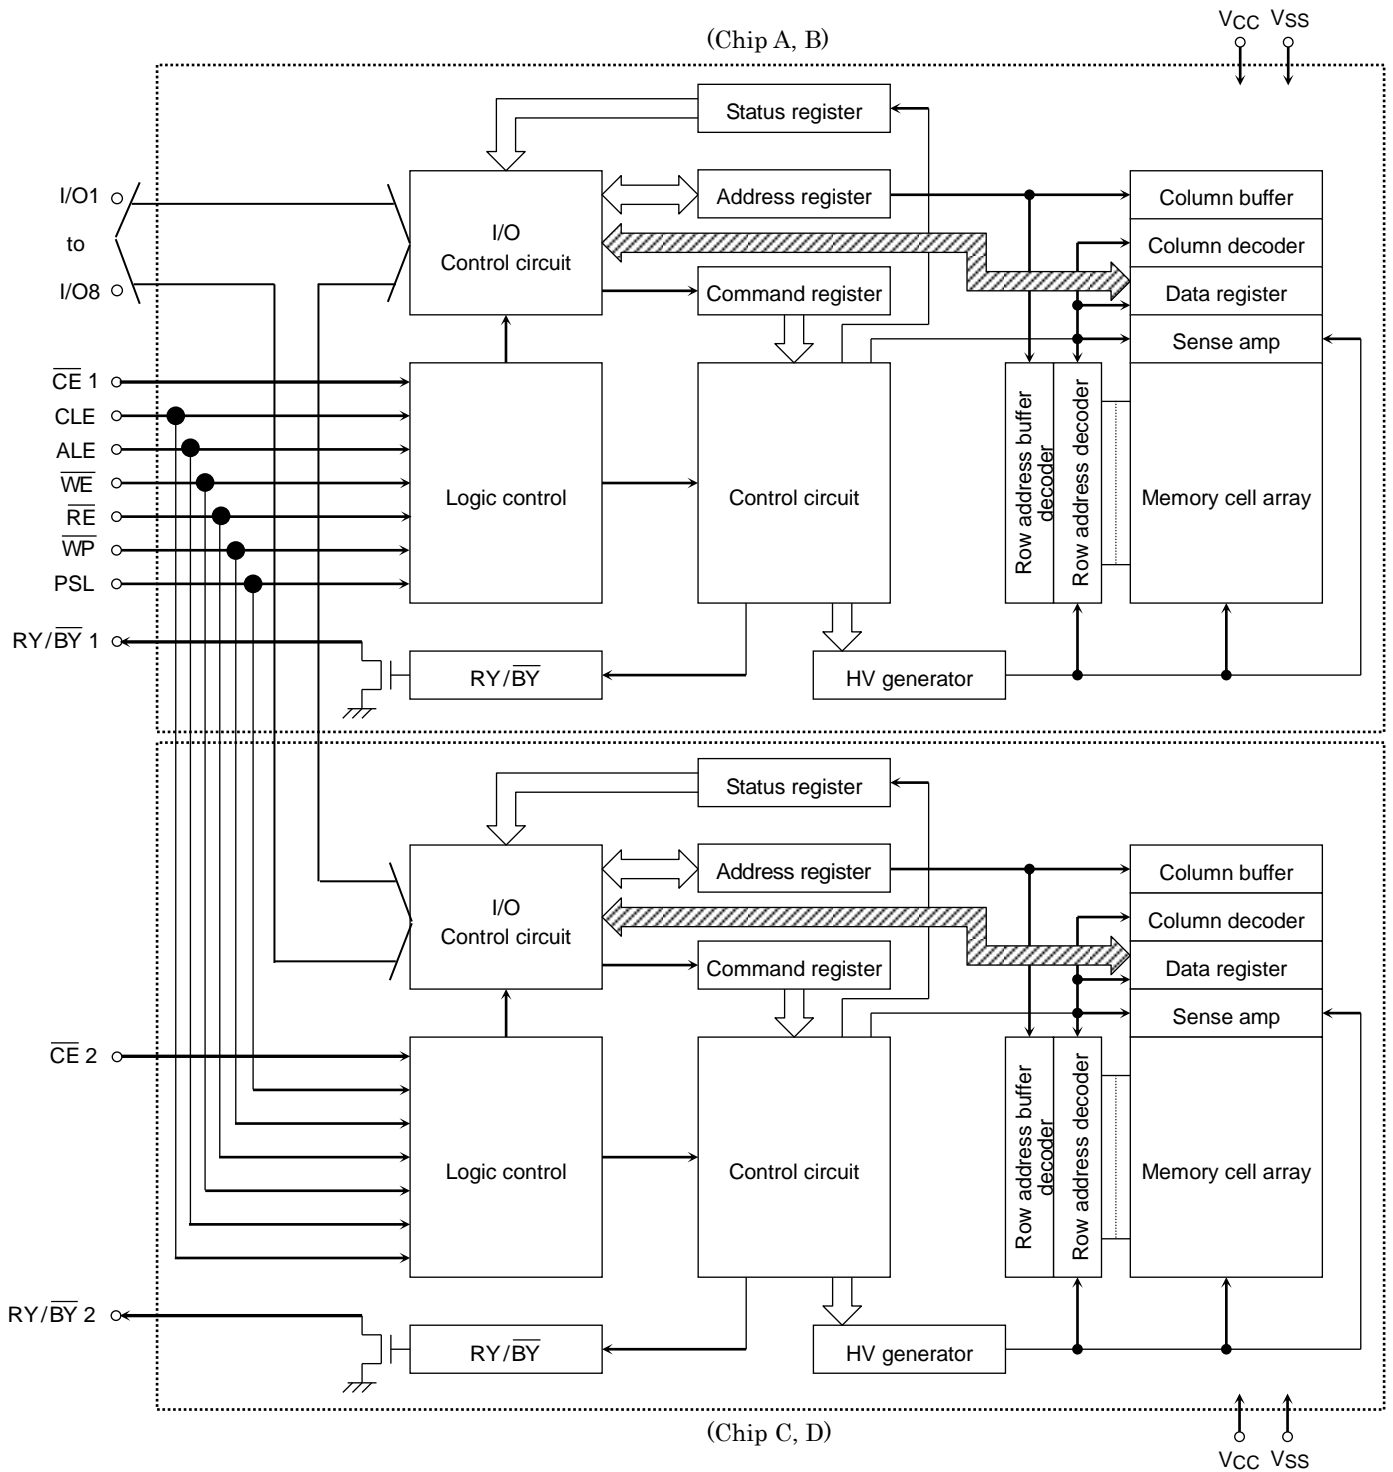 (Chip A, B)
VCC VSS
Status register
I/O1
to
I/O8
I/O
Control circuit
Address register
Command register
Column buffer
Column decoder
Data register
Sense amp
CE 1
CLE
ALE
WE
RE
WP
PSL
Logic control
Control circuit
Row address buffer
decoder
Row address decoder
Memory cell array
RY/BY 1
RY/BY
HV generator
Status register
I/O
Control circuit
Address register
Command register
Column buffer
Column decoder
Data register
Sense amp
CE 2
Logic control
Control circuit
Row address buffer
decoder
Row address decoder
Memory cell array
RY/BY 2
RY/BY
HV generator
(Chip C, D)
VCC VSS